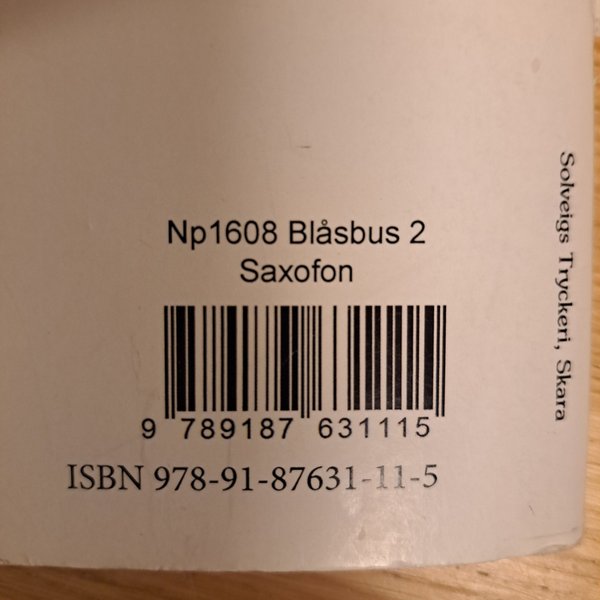 Np1608 Blåsbus 2
Saxofon
9 789187 631115
ISBN 978-91-87631-11-5
Solveigs Tryckeri, Skara